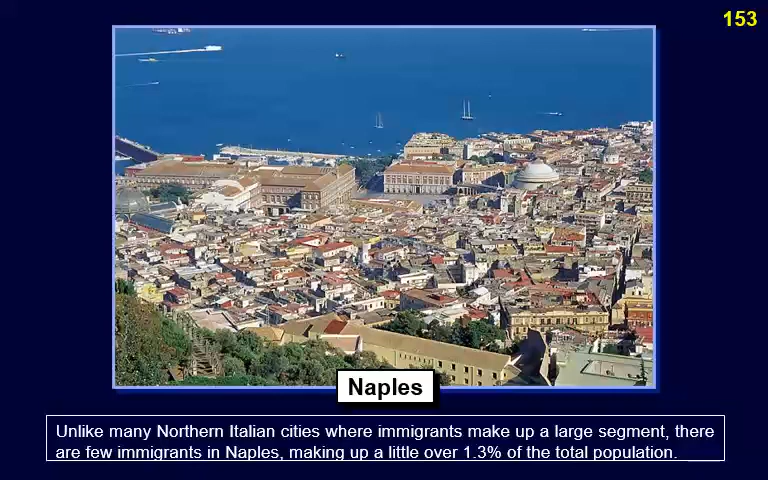 153
Naples
Unlike many Northern Italian cities where immigrants make up a large segment, there
are few immigrants in Naples, making up a little over 1.3% of the total population.